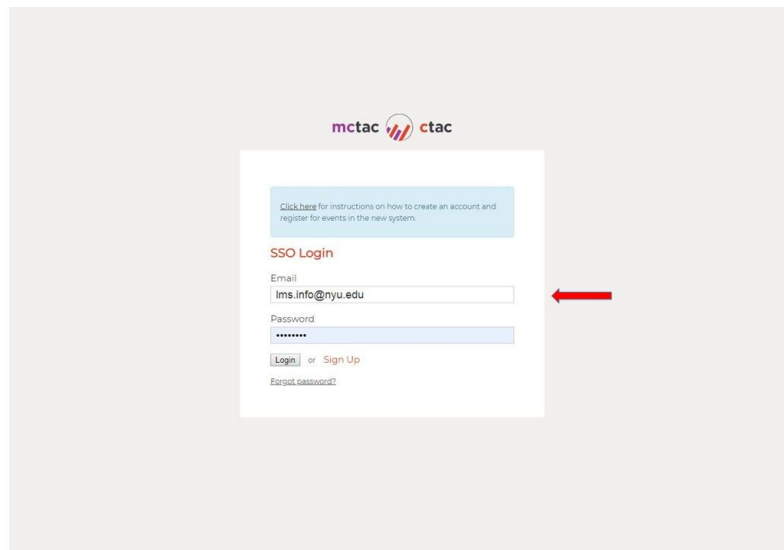 mctac ctac
Click here for instructions on how to create an account and
register for events in the new system.
SSO Login
Email
lms.info@nyu.edu
Password
••••••••
Login or Sign Up
Forgot password?